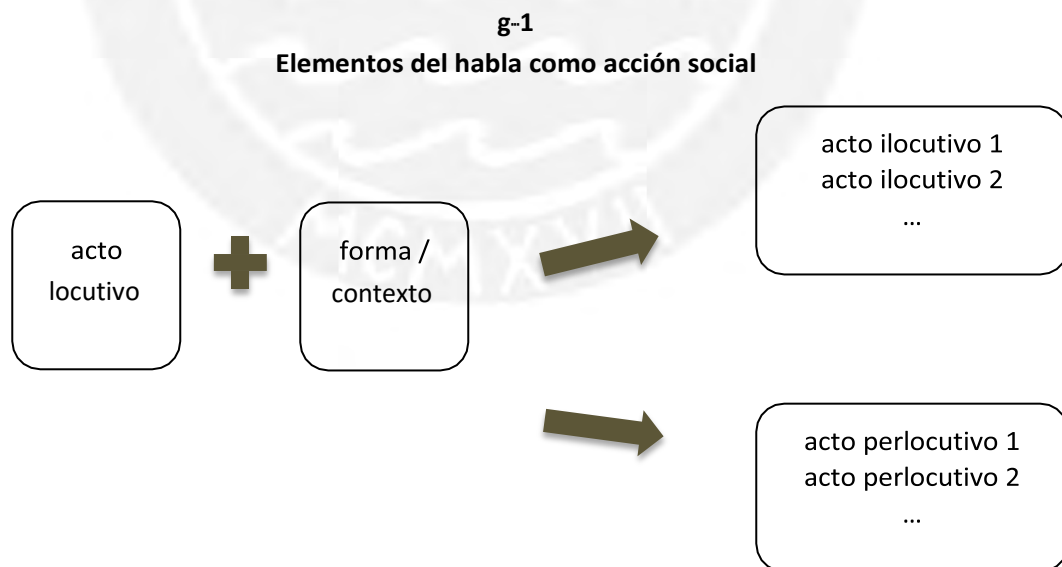 g-1
Elementos del habla como acción social
acto
locutivo
forma /
contexto
acto ilocutivo 1
acto ilocutivo 2
...
acto perlocutivo 1
acto perlocutivo 2
...
MCMXVII